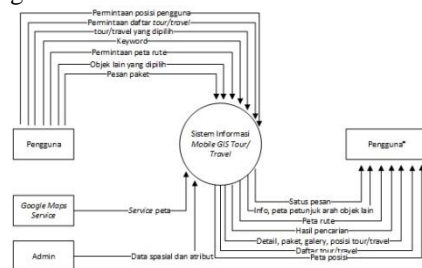 Permintaan posisi pengguna
Permintaan daftar tour/travel
tour/travel yang dipilih
Keyword
Permintaan peta rute
Objek lain yang dipilih
Pesan paket
Pengguna
Sistem Informasi
Mobile GIS Tour/
Travel
Pengguna*
Google Maps
Service
Service peta
Admin
Data spasial dan atribut
Satus pesan
Info, peta petunjuk arah objek lain
Peta rute
Hasil pencarian
Detail, paket, galery, posisi tour/travel
Daftar tour/travel
Peta posisi